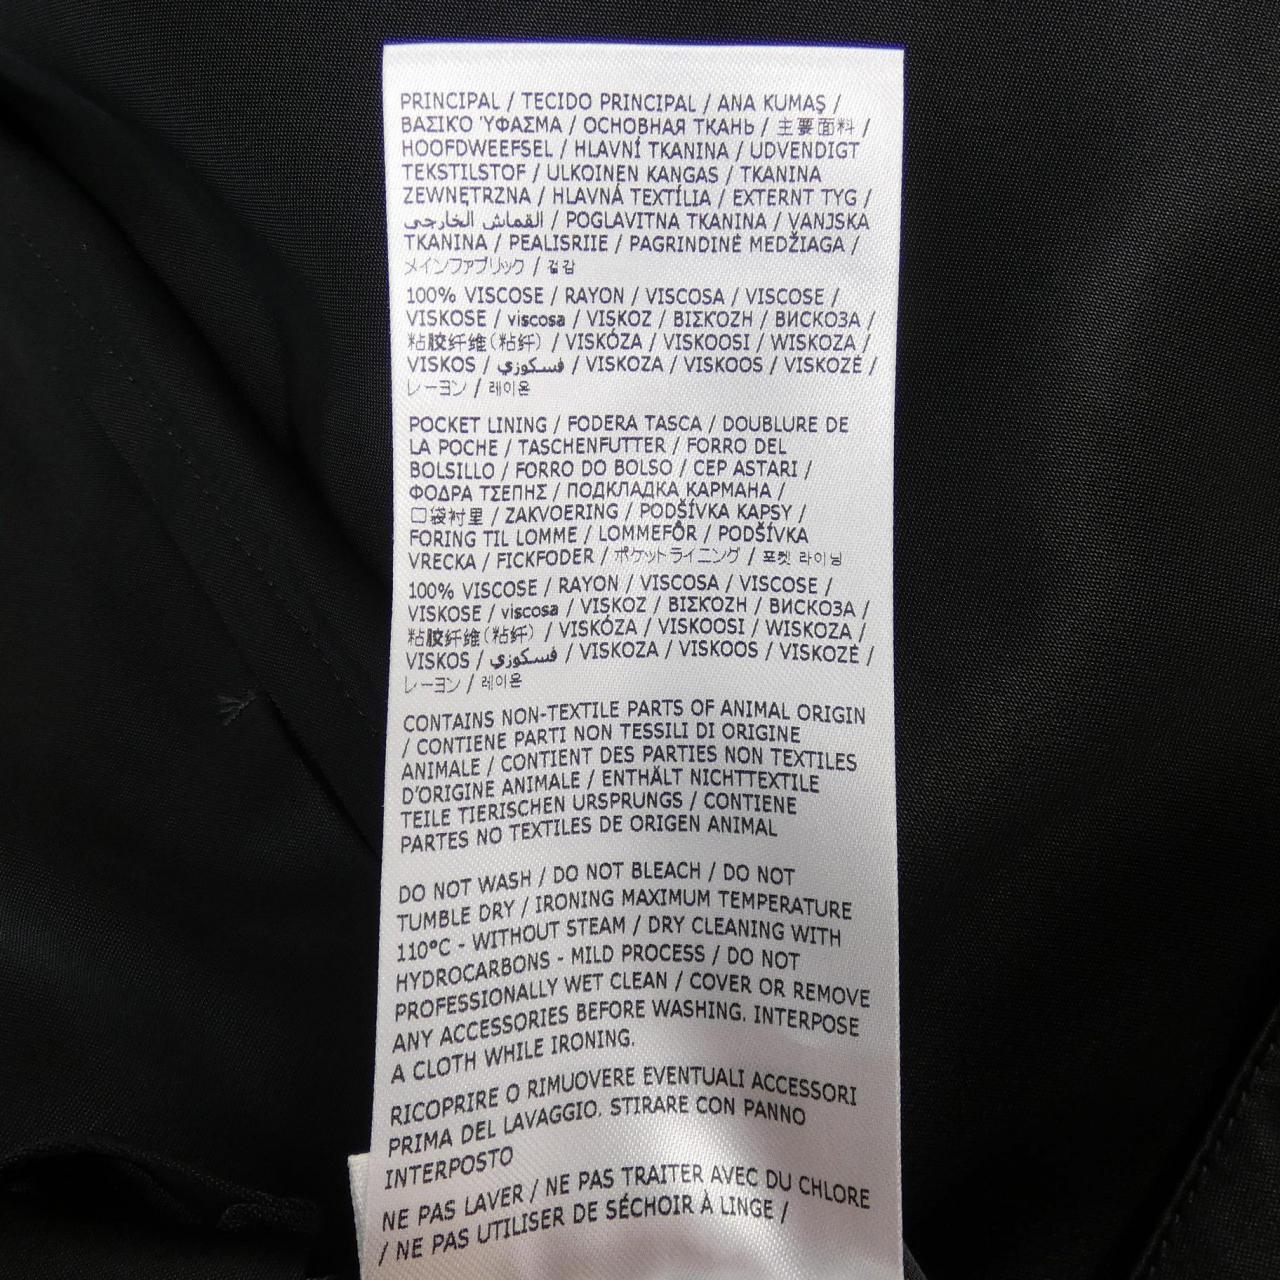 PRINCIPAL / TECIDO PRINCIPAL / ANA KUMAŞ /
ΒΑΣΙΚΌ ΎΦΑΣΜΑ / ОСНОВНАЯ ТКАНЬ / 主要面料 /
HOOFDWEEFSEL / HLAVNÍ TKANINA / UDVENDIGT
TEKSTILSTOF / ULKOINEN KANGAS / TKANINA
ZEWNĘTRZNA / HLAVNÁ TEXTÍLIA / EXTERNT TYG /
القماش الخارجي / POGLAVITNA TKANINA / VANJSKA
TKANINA / PEALISRIIE / PAGRINDINĖ MEDŽIAGA /
メインファブリック / 겉감
100% VISCOSE / RAYON / VISCOSA / VISCOSE /
VISKOSE / viscosa / VISKOZ / ΒΙΣΚΌΖΗ / ВИСКОЗА /
粘胶纤维(粘纤) / VISKÓZA / VISKOOSI / WISKOZA /
VISKOS / فسكوزي / VISKOZA / VISKOOS / VISKOZĖ /
レーヨン / 레이온
POCKET LINING / FODERA TASCA / DOUBLURE DE
LA POCHE / TASCHENFUTTER / FORRO DEL
BOLSILLO / FORRO DO BOLSO / CEP ASTARI /
ΦΟΔΡΑ ΤΣΕΠΗΣ / ПОДКЛАДКА КАРМАНА /
口袋衬里 / ZAKVOERING / PODŠÍVKA KAPSY /
FORING TIL LOMME / LOMMEFÔR / PODŠÍVKA
VRECKA / FICKFODER / ポケットライニング / 포켓 라이닝
100% VISCOSE / RAYON / VISCOSA / VISCOSE /
VISKOSE / viscosa / VISKOZ / ΒΙΣΚΌΖΗ / ВИСКОЗА /
粘胶纤维(粘纤) / VISKÓZA / VISKOOSI / WISKOZA /
VISKOS / فسكوزي / VISKOZA / VISKOOS / VISKOZĖ /
レーヨン / 레이온
CONTAINS NON-TEXTILE PARTS OF ANIMAL ORIGIN
/ CONTIENE PARTI NON TESSILI DI ORIGINE
ANIMALE / CONTIENT DES PARTIES NON TEXTILES
D'ORIGINE ANIMALE / ENTHÄLT NICHTTEXTILE
TEILE TIERISCHEN URSPRUNGS / CONTIENE
PARTES NO TEXTILES DE ORIGEN ANIMAL
DO NOT WASH / DO NOT BLEACH / DO NOT
TUMBLE DRY / IRONING MAXIMUM TEMPERATURE
110°C - WITHOUT STEAM / DRY CLEANING WITH
HYDROCARBONS - MILD PROCESS / DO NOT
PROFESSIONALLY WET CLEAN / COVER OR REMOVE
ANY ACCESSORIES BEFORE WASHING. INTERPOSE
A CLOTH WHILE IRONING.
RICOPRIRE O RIMUOVERE EVENTUALI ACCESSORI
PRIMA DEL LAVAGGIO. STIRARE CON PANNO
INTERPOSTO
NE PAS LAVER / NE PAS TRAITER AVEC DU CHLORE
/ NE PAS UTILISER DE SÉCHOIR À LINGE /